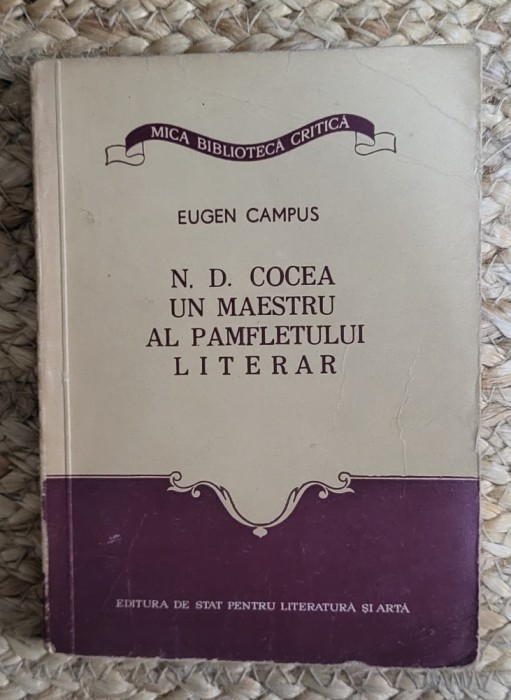 MICA BIBLIOTECA CRITICĂ
EUGEN CAMPUS
N. D. COCEA
UN MAESTRU
AL PAMFLETULUI
LITERAR
EDITURA DE STAT PENTRU LITERATURĂ ȘI ARTĂ